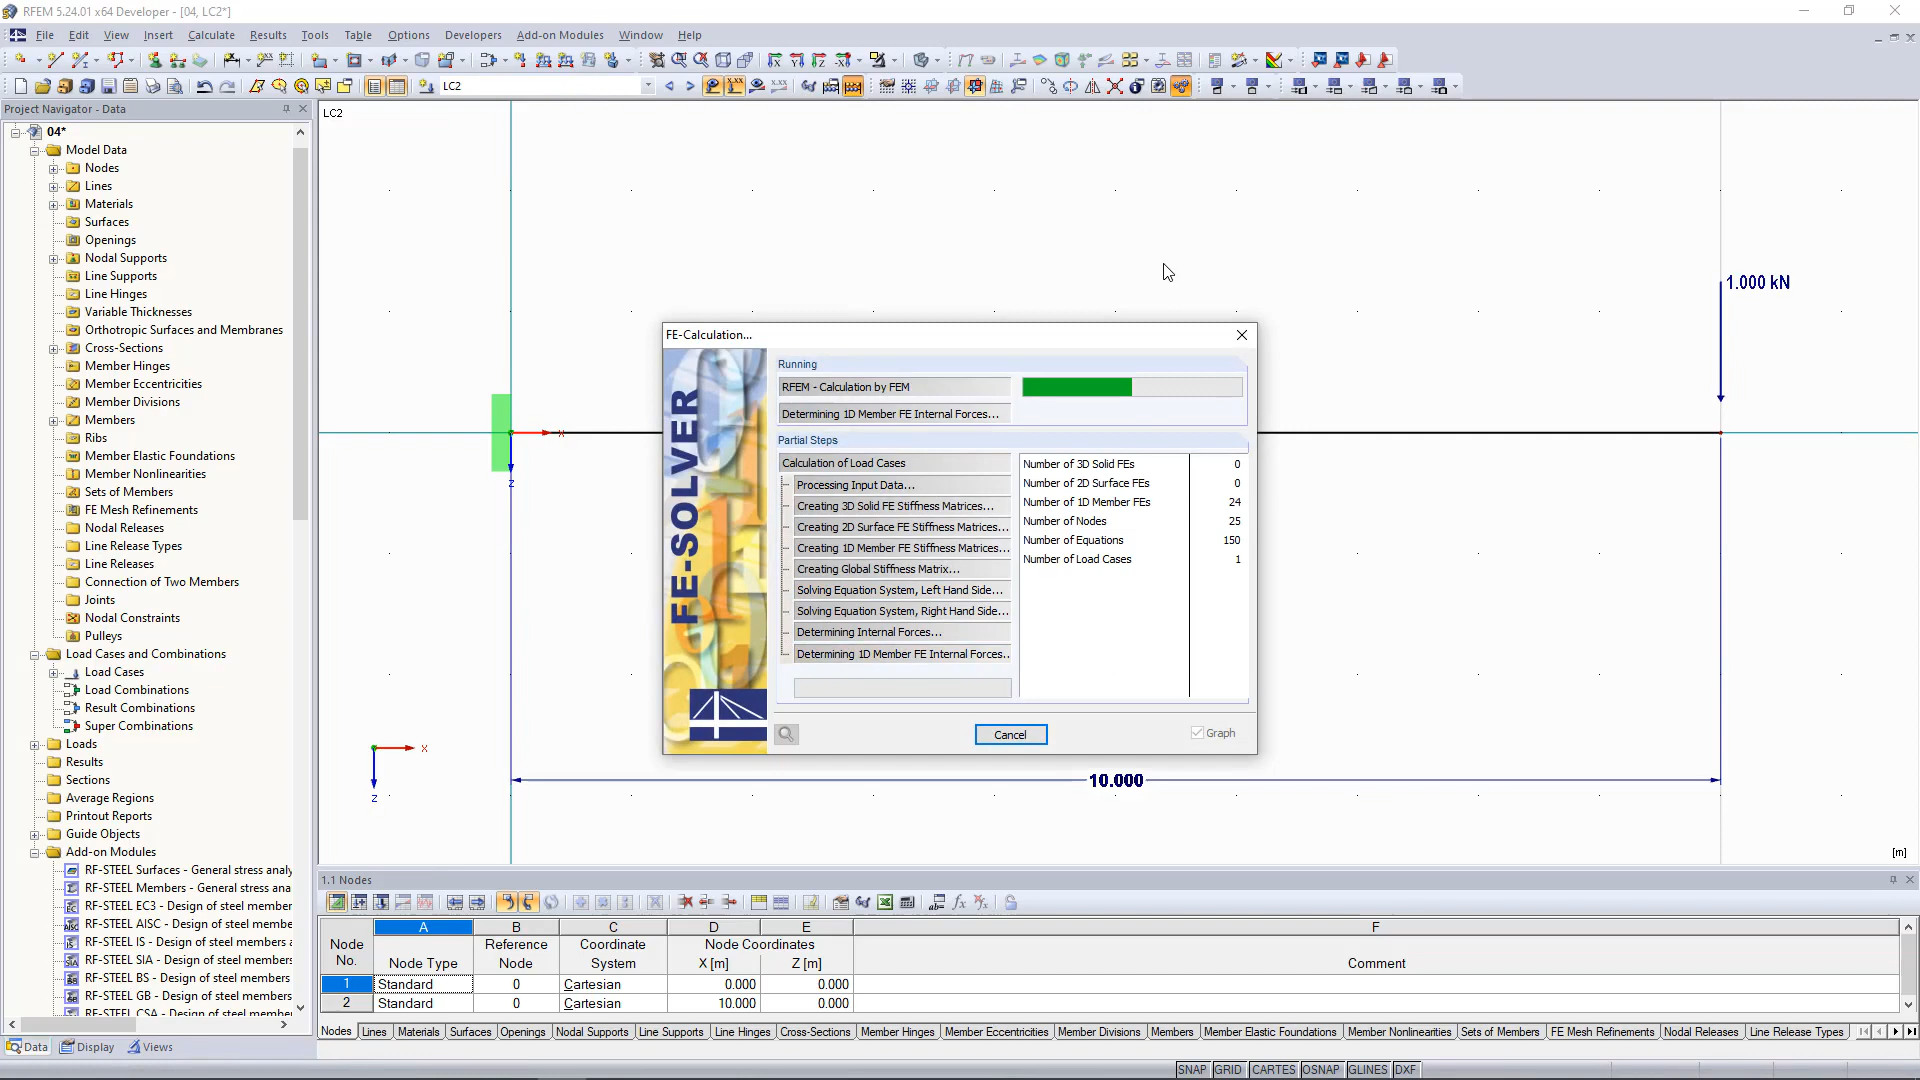 RFEM 5.24.01 x64 Developer - [04, LC2*]
File Edit View Insert Calculate Results Tools Table Options Developers Add-on Modules Window Help
LC2
Project Navigator - Data
04*
Model Data
Nodes
Lines
Materials
Surfaces
Openings
Nodal Supports
Line Supports
Line Hinges
Variable Thicknesses
Orthotropic Surfaces and Membranes
Cross-Sections
Member Hinges
Member Eccentricities
Member Divisions
Members
Ribs
Member Elastic Foundations
Member Nonlinearities
Sets of Members
FE Mesh Refinements
Nodal Releases
Line Release Types
Line Releases
Connection of Two Members
Joints
Nodal Constraints
Pulleys
Load Cases and Combinations
Load Cases
Load Combinations
Result Combinations
Super Combinations
Loads
Results
Sections
Average Regions
Printout Reports
Guide Objects
Add-on Modules
RF-STEEL Surfaces - General stress analy
RF-STEEL Members - General stress ana
RF-STEEL EC3 - Design of steel member
RF-STEEL AISC - Design of steel membe
RF-STEEL IS - Design of steel members a
RF-STEEL SIA - Design of steel members
RF-STEEL BS - Design of steel members
RF-STEEL GB - Design of steel members
RF-STEEL CSA - Design of steel membe
Data Display Views
LC2
1.000 kN
x
z
x
z
10.000
[m]
FE-Calculation...
FE-SOLVER
Running
RFEM - Calculation by FEM
Determining 1D Member FE Internal Forces...
Partial Steps
Calculation of Load Cases
Processing Input Data...
Creating 3D Solid FE Stiffness Matrices...
Creating 2D Surface FE Stiffness Matrices...
Creating 1D Member FE Stiffness Matrices...
Creating Global Stiffness Matrix...
Solving Equation System, Left Hand Side...
Solving Equation System, Right Hand Side...
Determining Internal Forces...
Determining 1D Member FE Internal Forces..
Number of 3D Solid FEs 0
Number of 2D Surface FEs 0
Number of 1D Member FEs 24
Number of Nodes 25
Number of Equations 150
Number of Load Cases 1
Cancel
Graph
1.1 Nodes
A B C D E F
Node Reference Coordinate Node Coordinates
No. Node Type Node System X [m] Z [m] Comment
1 Standard 0 Cartesian 0.000 0.000
2 Standard 0 Cartesian 10.000 0.000
Nodes Lines Materials Surfaces Openings Nodal Supports Line Supports Line Hinges Cross-Sections Member Hinges Member Eccentricities Member Divisions Members Member Elastic Foundations Member Nonlinearities Sets of Members FE Mesh Refinements Nodal Releases Line Release Types
SNAP GRID CARTES OSNAP GLINES DXF